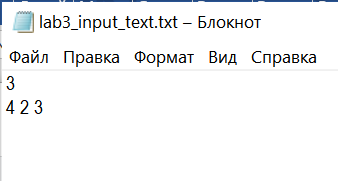 lab3_input_text.txt – Блокнот
Файл Правка Формат Вид Справка
3
4 2 3